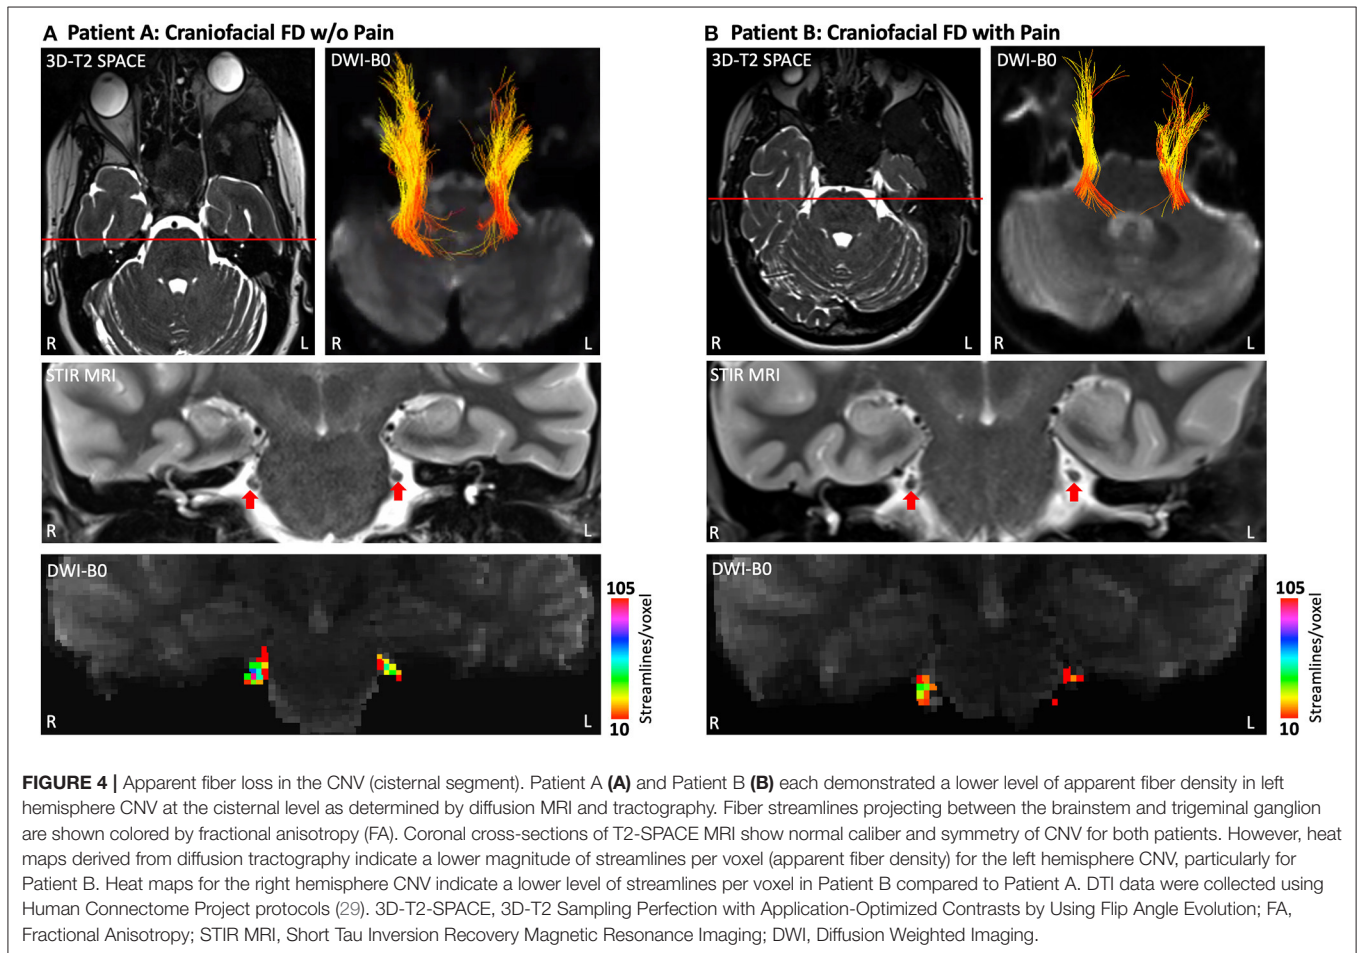 A Patient A: Craniofacial FD w/o Pain
3D-T2 SPACE
DWI-B0
R
L
R
L
STIR MRI
R
L
DWI-B0
R
L
105
Streamlines/voxel
10
B Patient B: Craniofacial FD with Pain
3D-T2 SPACE
DWI-B0
R
L
R
L
STIR MRI
R
L
DWI-B0
R
L
105
Streamlines/voxel
10
FIGURE 4 | Apparent fiber loss in the CNV (cisternal segment). Patient A (A) and Patient B (B) each demonstrated a lower level of apparent fiber density in left
hemisphere CNV at the cisternal level as determined by diffusion MRI and tractography. Fiber streamlines projecting between the brainstem and trigeminal ganglion
are shown colored by fractional anisotropy (FA). Coronal cross-sections of T2-SPACE MRI show normal caliber and symmetry of CNV for both patients. However, heat
maps derived from diffusion tractography indicate a lower magnitude of streamlines per voxel (apparent fiber density) for the left hemisphere CNV, particularly for
Patient B. Heat maps for the right hemisphere CNV indicate a lower level of streamlines per voxel in Patient B compared to Patient A. DTI data were collected using
Human Connectome Project protocols (29). 3D-T2-SPACE, 3D-T2 Sampling Perfection with Application-Optimized Contrasts by Using Flip Angle Evolution; FA,
Fractional Anisotropy; STIR MRI, Short Tau Inversion Recovery Magnetic Resonance Imaging; DWI, Diffusion Weighted Imaging.